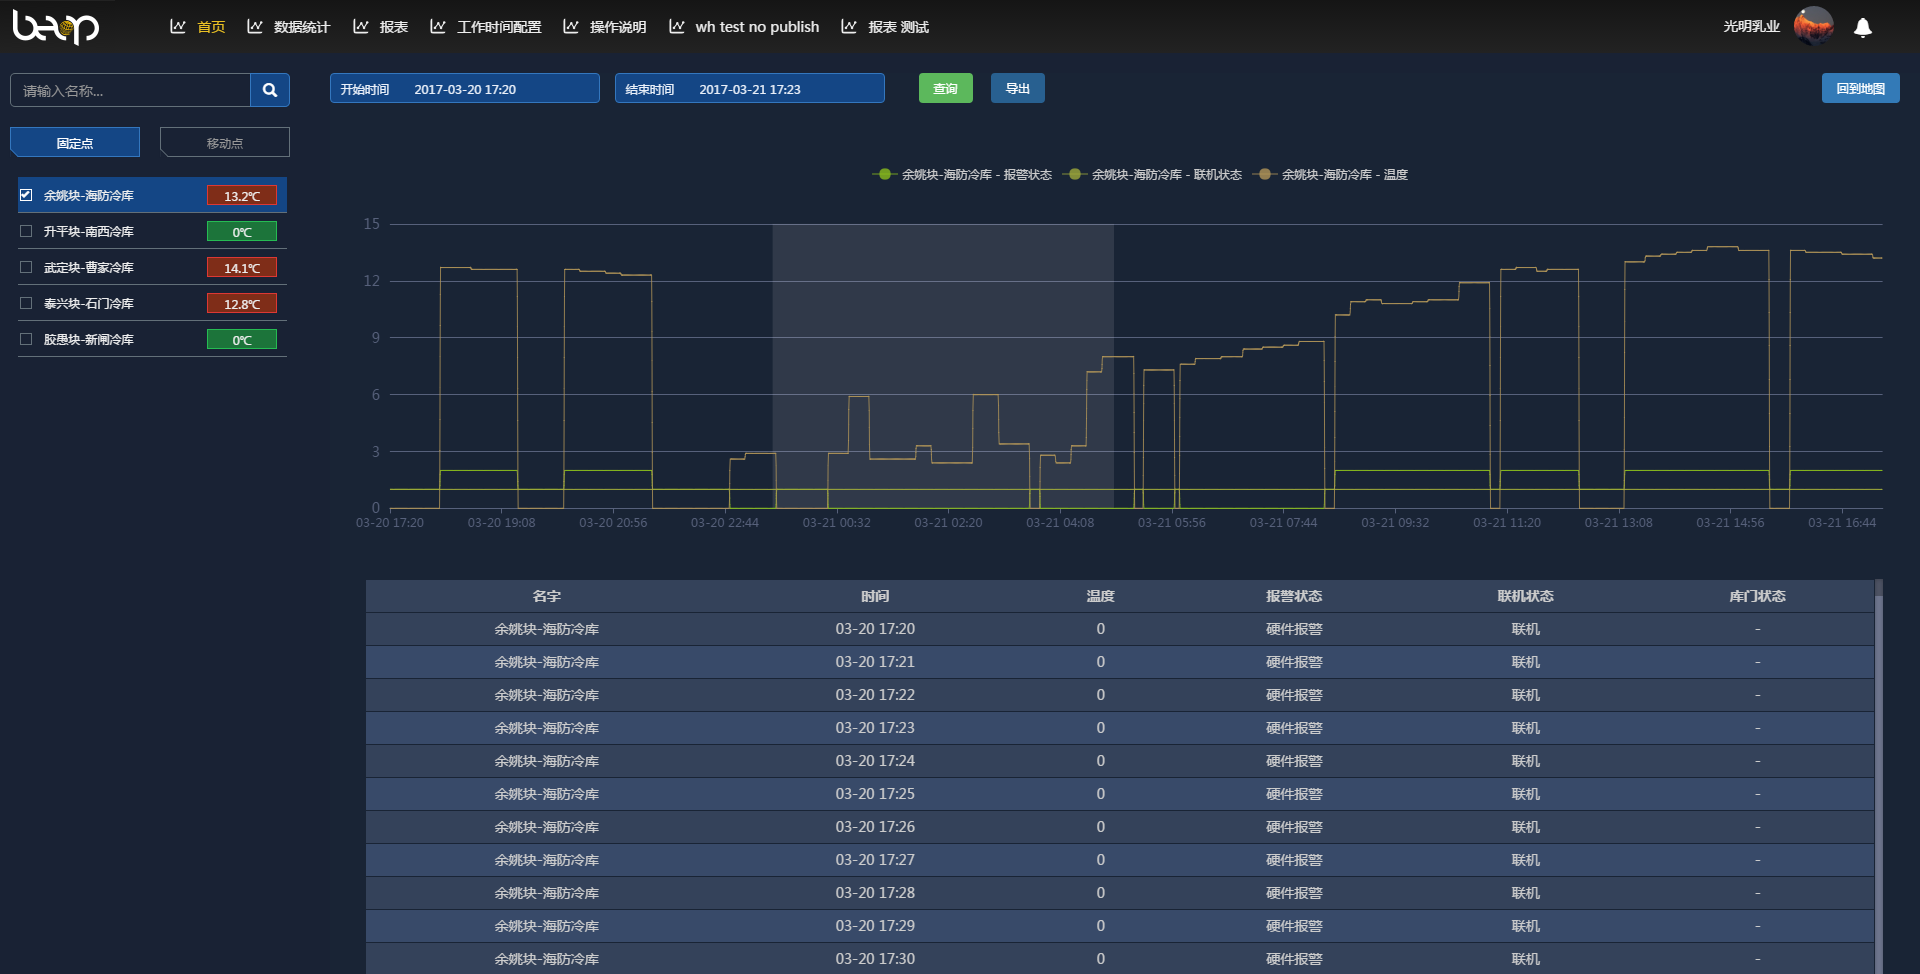 beop
首页 数据统计 报表 工作时间配置 操作说明 wh test no publish 报表 测试 光明乳业
请输入名称...
开始时间 2017-03-20 17:20 结束时间 2017-03-21 17:23 查询 导出 回到地图
固定点 移动点
余姚块-海防冷库 13.2℃
升平块-南西冷库 0℃
武定块-曹家冷库 14.1℃
泰兴块-石门冷库 12.8℃
胶愚块-新闸冷库 0℃
余姚块-海防冷库 - 报警状态 余姚块-海防冷库 - 联机状态 余姚块-海防冷库 - 温度
15
12
9
6
3
0
03-20 17:20 03-20 19:08 03-20 20:56 03-20 22:44 03-21 00:32 03-21 02:20 03-21 04:08 03-21 05:56 03-21 07:44 03-21 09:32 03-21 11:20 03-21 13:08 03-21 14:56 03-21 16:44
名字 时间 温度 报警状态 联机状态 库门状态
余姚块-海防冷库 03-20 17:20 0 硬件报警 联机 -
余姚块-海防冷库 03-20 17:21 0 硬件报警 联机 -
余姚块-海防冷库 03-20 17:22 0 硬件报警 联机 -
余姚块-海防冷库 03-20 17:23 0 硬件报警 联机 -
余姚块-海防冷库 03-20 17:24 0 硬件报警 联机 -
余姚块-海防冷库 03-20 17:25 0 硬件报警 联机 -
余姚块-海防冷库 03-20 17:26 0 硬件报警 联机 -
余姚块-海防冷库 03-20 17:27 0 硬件报警 联机 -
余姚块-海防冷库 03-20 17:28 0 硬件报警 联机 -
余姚块-海防冷库 03-20 17:29 0 硬件报警 联机 -
余姚块-海防冷库 03-20 17:30 0 硬件报警 联机 -